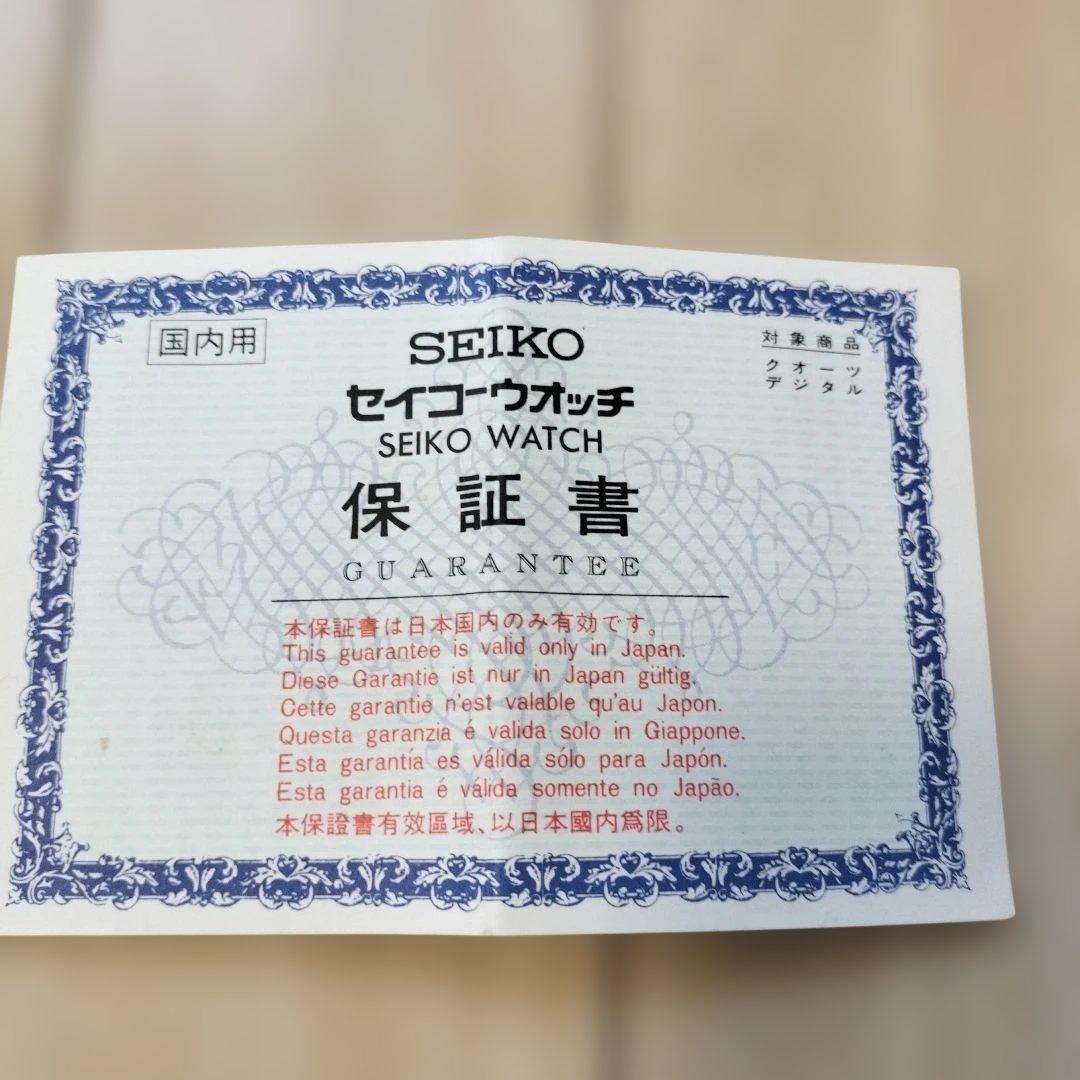 国内用
SEIKO
セイコーウオッチ
SEIKO WATCH
保証書
GUARANTEE
対象商品
クオーツ
デジタル
本保証書は日本国内のみ有効です。
This guarantee is valid only in Japan.
Diese Garantie ist nur in Japan gültig.
Cette garantie n'est valable qu'au Japon.
Questa garanzia é valida solo in Giappone.
Esta garantía es válida sólo para Japón.
Esta garantia é válida somente no Japão.
本保證書有效區域、以日本國内爲限。